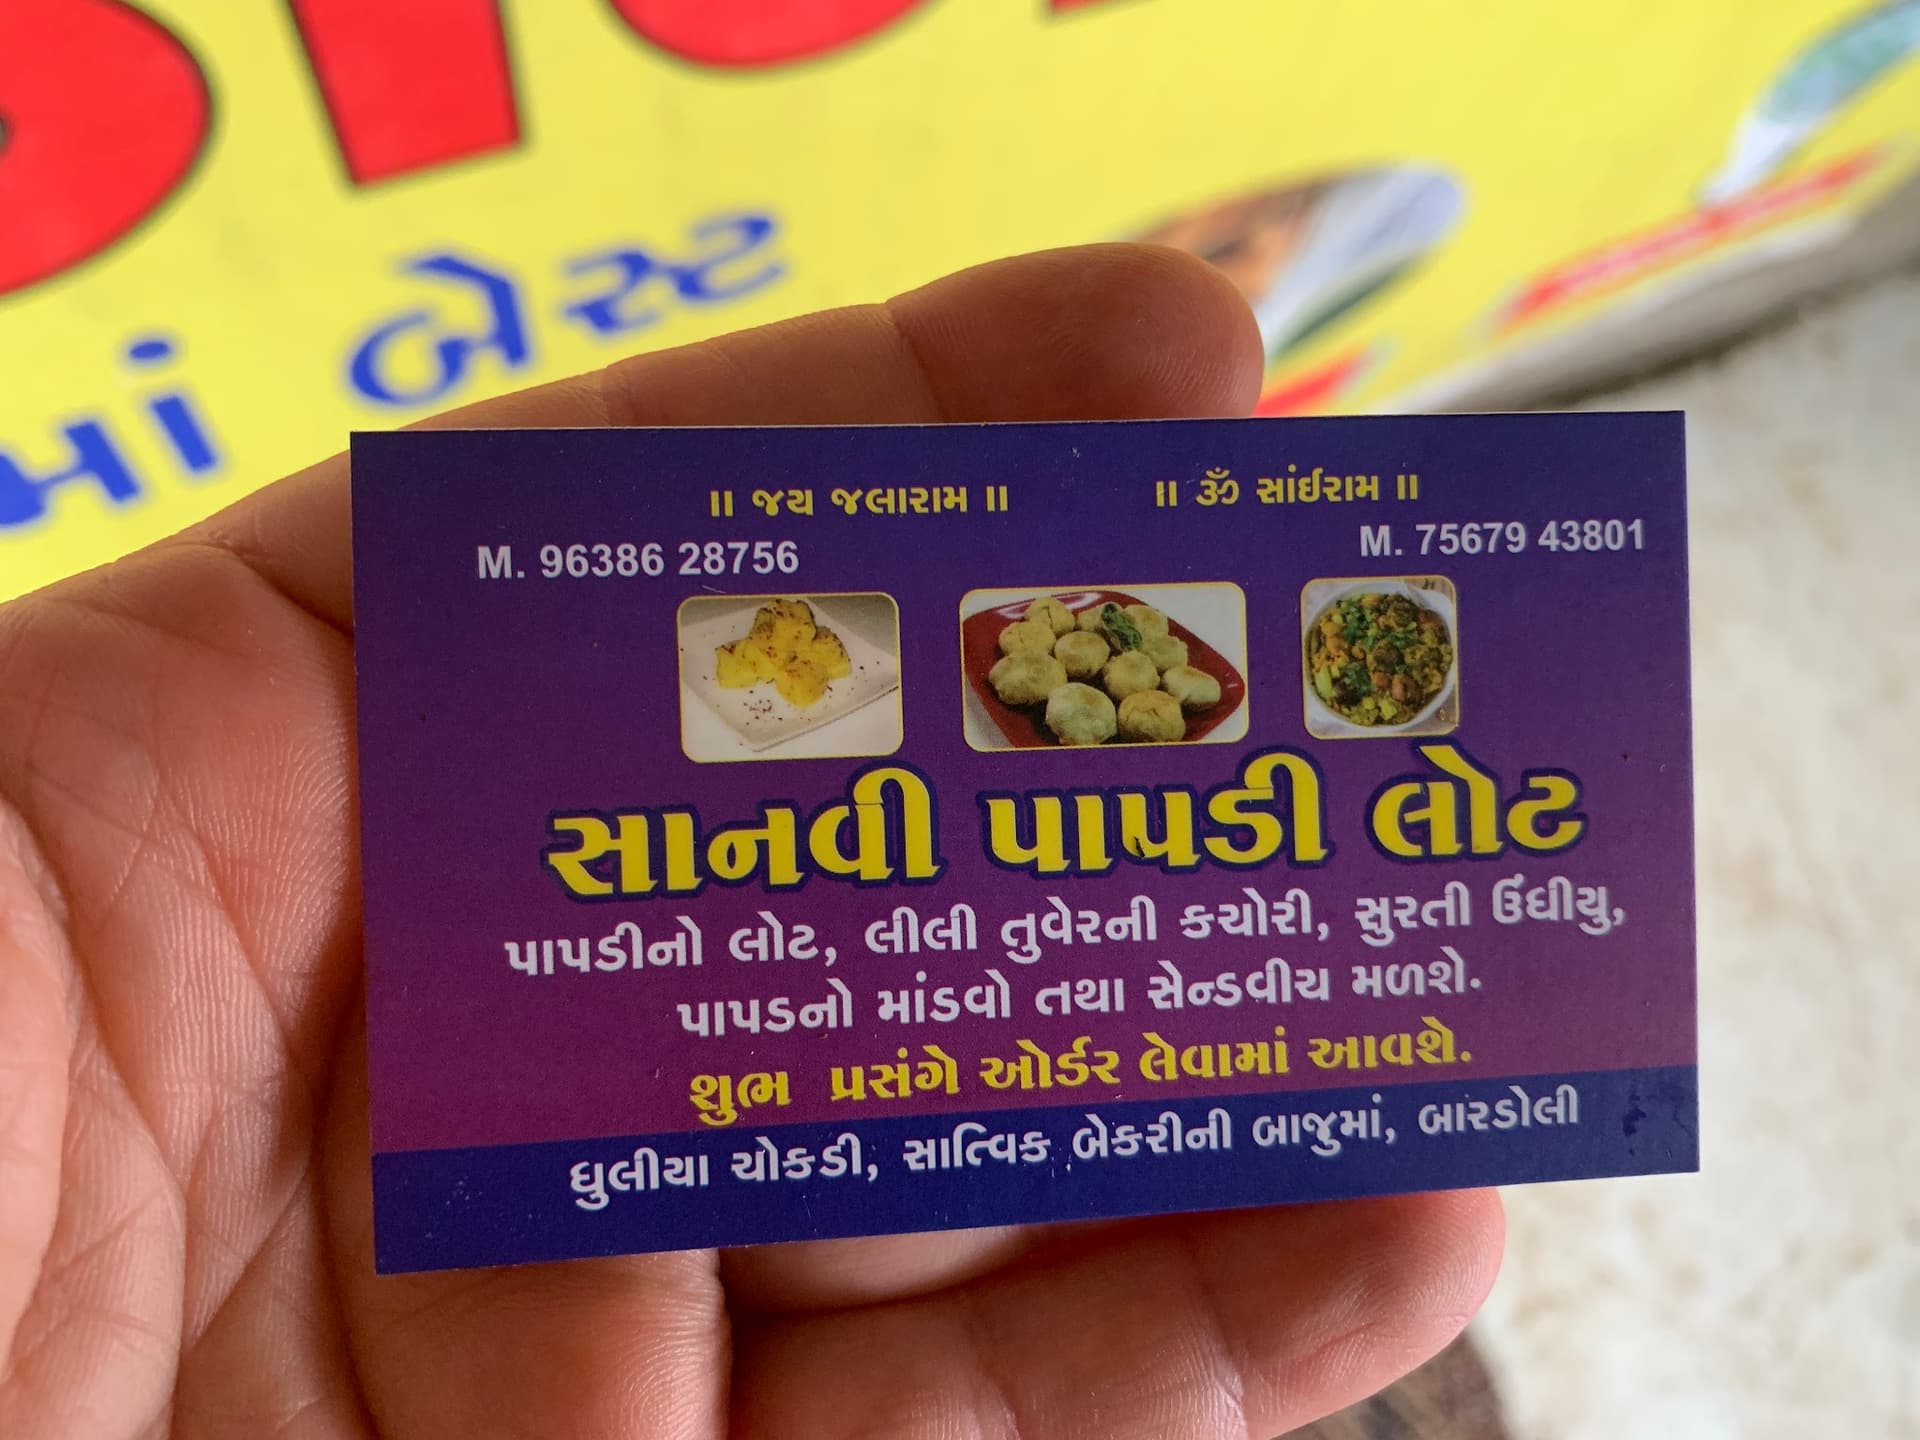 માં બેસ્ટ
॥ જય જલારામ ॥ ॥ ૐ સાંઈરામ ॥
M. 96386 28756 M. 75679 43801
સાનવી પાપડી લોટ
પાપડીનો લોટ, લીલી તુવેરની કચોરી, સુરતી ઉંધીયુ,
પાપડનો માંડવો તથા સેન્ડવીચ મળશે.
શુભ પ્રસંગે ઓર્ડર લેવામાં આવશે.
ધુલીયા ચોકડી, સાત્વિક બેકરીની બાજુમાં, બારડોલી